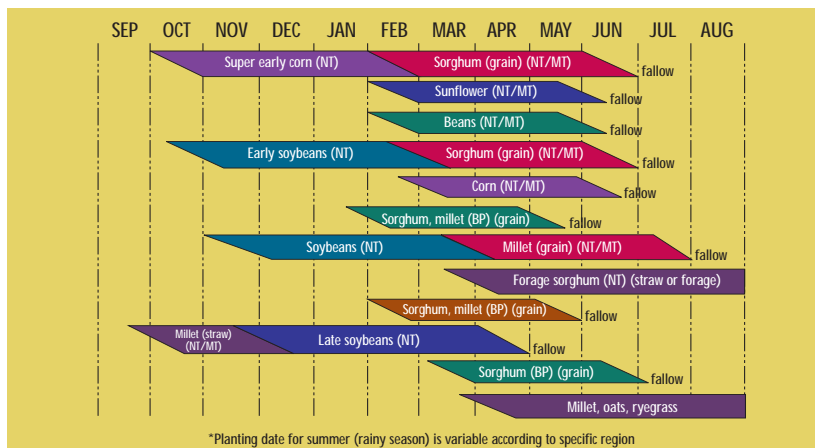 SEP OCT NOV DEC JAN FEB MAR APR MAY JUN JUL AUG
Super early corn (NT) Sorghum (grain) (NT/MT) fallow
Sunflower (NT/MT) fallow
Beans (NT/MT) fallow
Early soybeans (NT) Sorghum (grain) (NT/MT) fallow
Corn (NT/MT) fallow
Sorghum, millet (BP) (grain) fallow
Soybeans (NT) Millet (grain) (NT/MT) fallow
Forage sorghum (NT) (straw or forage)
Sorghum, millet (BP) (grain) fallow
Millet (straw)
(NT/MT) Late soybeans (NT) fallow
Sorghum (BP) (grain) fallow
Millet, oats, ryegrass
*Planting date for summer (rainy season) is variable according to specific region